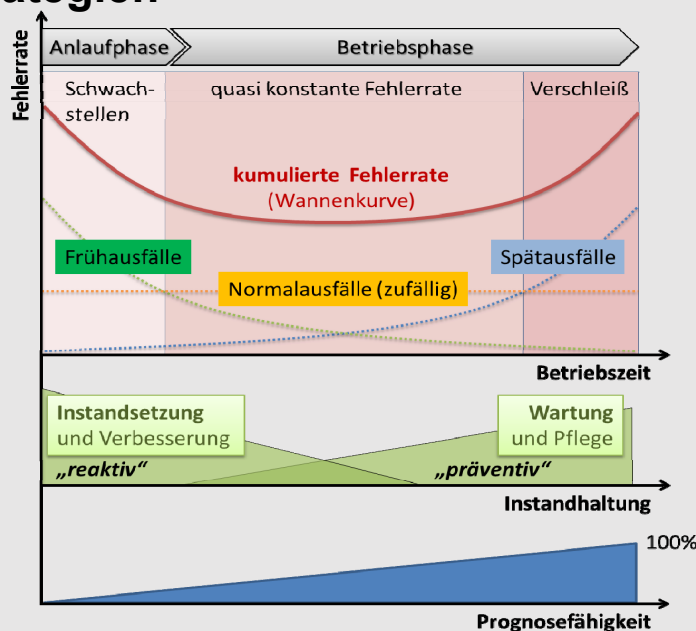 Anlaufphase
Betriebsphase
Fehlerrate
Schwach-
stellen
quasi konstante Fehlerrate
Verschleiß
kumulierte Fehlerrate
(Wannenkurve)
Frühausfälle
Spätausfälle
Normalausfälle (zufällig)
Betriebszeit
Instandsetzung
und Verbesserung
„reaktiv“
Wartung
und Pflege
„präventiv“
Instandhaltung
100%
Prognosefähigkeit